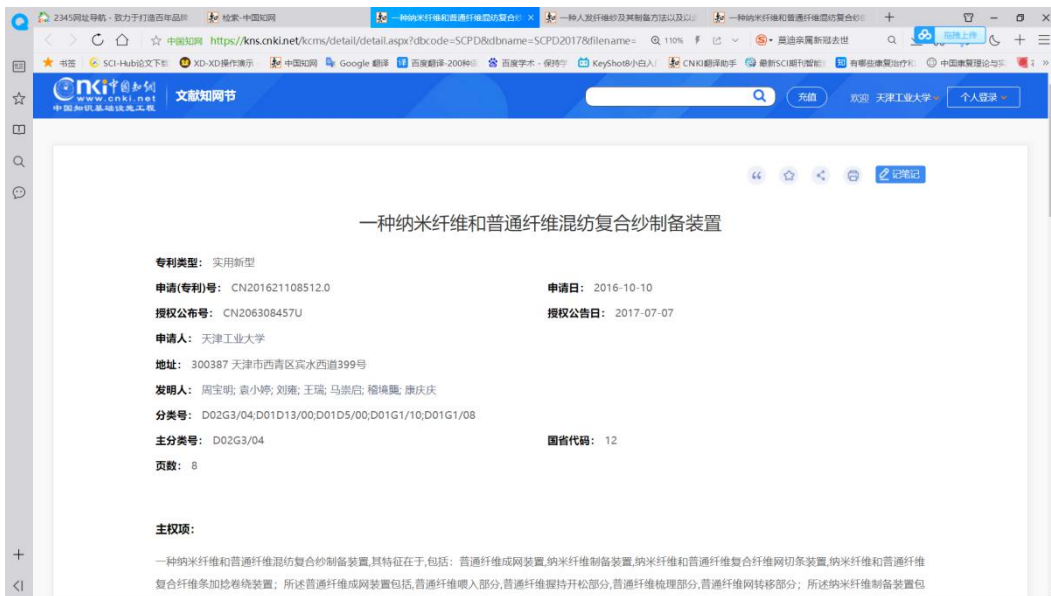 2345网址导航 - 致力于打造百年品牌 检索-中国知网 一种纳米纤维和普通纤维混纺复合纱 一种人发纤维纱及其制备方法以及以 一种纳米纤维和普通纤维混纺复合
中国知网 https://kns.cnki.net/kcms/detail/detail.aspx?dbcode=SCPD&dbname=SCPD2017&filename= 110% 莫迪亲属新冠去世 拖拽上传
书签 SCI-Hub论文下载 XD-XD操作演示 中国知网 Google 翻译 百度翻译-200种 百度学术 - 保持学 KeyShot8小白入 CNKI翻译助手 最新SCI期刊智能 有哪些康复治疗和 中国康复理论与实
CNKI中国知网
www.cnki.net
中国知识基础设施工程
文献知网节 充值 欢迎 天津工业大学 个人登录
记笔记
一种纳米纤维和普通纤维混纺复合纱制备装置
专利类型: 实用新型
申请(专利)号: CN201621108512.0 申请日: 2016-10-10
授权公布号: CN206308457U 授权公告日: 2017-07-07
申请人: 天津工业大学
地址: 300387 天津市西青区宾水西道399号
发明人: 周宝明; 袁小婷; 刘雍; 王瑞; 马崇启; 稽境龑; 康庆庆
分类号: D02G3/04;D01D13/00;D01D5/00;D01G1/10;D01G1/08
主分类号: D02G3/04 国省代码: 12
页数: 8
主权项:
一种纳米纤维和普通纤维混纺复合纱制备装置,其特征在于,包括：普通纤维成网装置,纳米纤维制备装置,纳米纤维和普通纤维复合纤维网切条装置,纳米纤维和普通纤维
复合纤维条加捻卷绕装置；所述普通纤维成网装置包括,普通纤维喂入部分,普通纤维握持开松部分,普通纤维梳理部分,普通纤维网转移部分；所述纳米纤维制备装置包